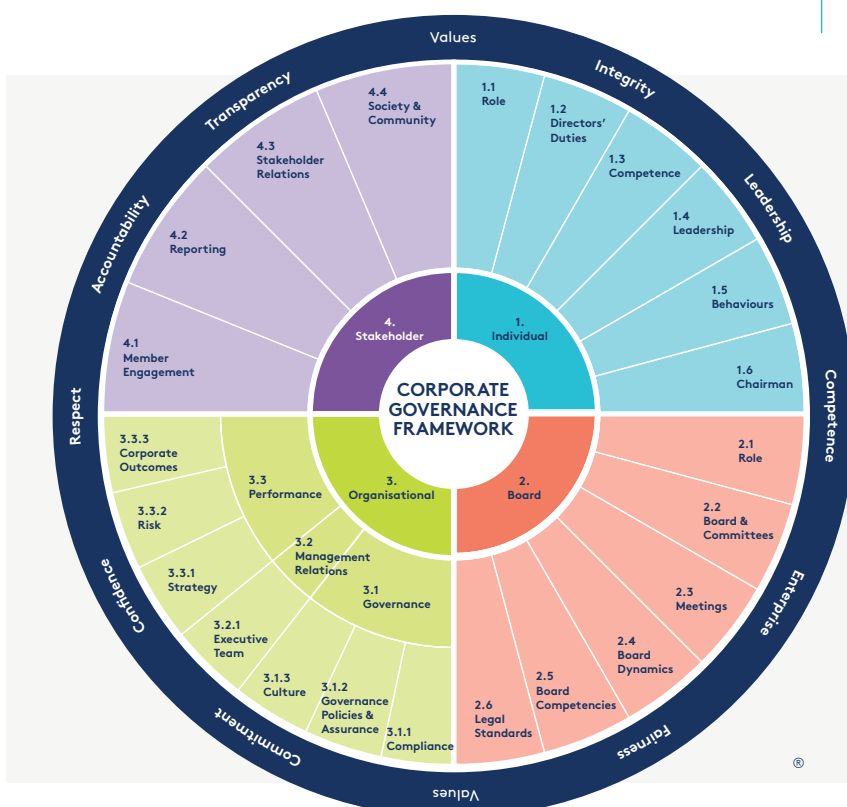 Values
Integrity
Leadership
Competence
Enterprise
Fairness
Values
Commitment
Confidence
Respect
Accountability
Transparency
CORPORATE
GOVERNANCE
FRAMEWORK
1.
Individual
1.1
Role
1.2
Directors’
Duties
1.3
Competence
1.4
Leadership
1.5
Behaviours
1.6
Chairman
2.
Board
2.1
Role
2.2
Board &
Committees
2.3
Meetings
2.4
Board
Dynamics
2.5
Board
Competencies
2.6
Legal
Standards
3.
Organisational
3.1
Governance
3.1.1
Compliance
3.1.2
Governance
Policies &
Assurance
3.1.3
Culture
3.2
Management
Relations
3.2.1
Executive
Team
3.3
Performance
3.3.1
Strategy
3.3.2
Risk
3.3.3
Corporate
Outcomes
4.
Stakeholder
4.1
Member
Engagement
4.2
Reporting
4.3
Stakeholder
Relations
4.4
Society &
Community
®